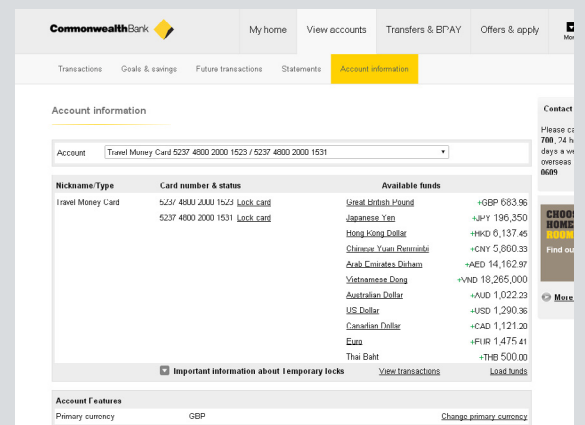 CommonwealthBank
My home View accounts Transfers & BPAY Offers & apply
Transactions Goals & savings Future transactions Statements Account information
Account information
Contact
Please ca
700, 24 h
days a we
overseas
0609
Account Travel Money Card 5237 4800 2000 1523 / 5237 4800 2000 1531
Nickname/Type Card number & status Available funds
Travel Money Card 5237 4800 2000 1523 Lock card Great British Pound +GBP 683.96
5237 4800 2000 1531 Lock card Japanese Yen +JPY 196,350
Hong Kong Dollar +HKD 6,137.45
Chinese Yuan Renminbi +CNY 5,860.33
Arab Emirates Dirham +AED 14,162.97
Vietnamese Dong +VND 18,265,000
Australian Dollar +AUD 1,022.23
US Dollar +USD 1,290.36
Canadian Dollar +CAD 1,121.20
Euro +EUR 1,475.41
Thai Baht +THB 500.00
CHOOS
HOME
ROOM
Find ou
More
Important information about Temporary locks View transactions Load funds
Account Features
Primary currency GBP Change primary currency